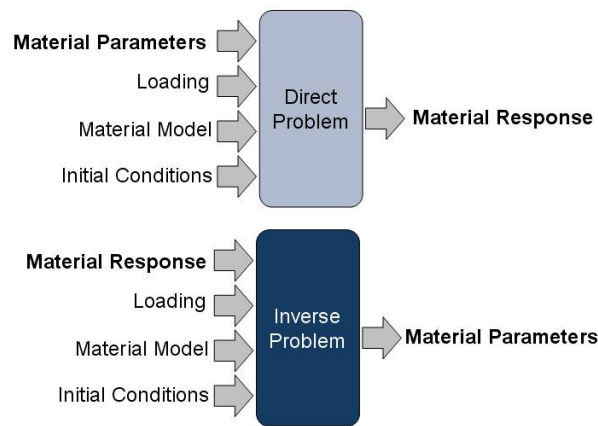 Material Parameters
Loading
Material Model
Initial Conditions
Direct
Problem
Material Response
Material Response
Loading
Material Model
Initial Conditions
Inverse
Problem
Material Parameters